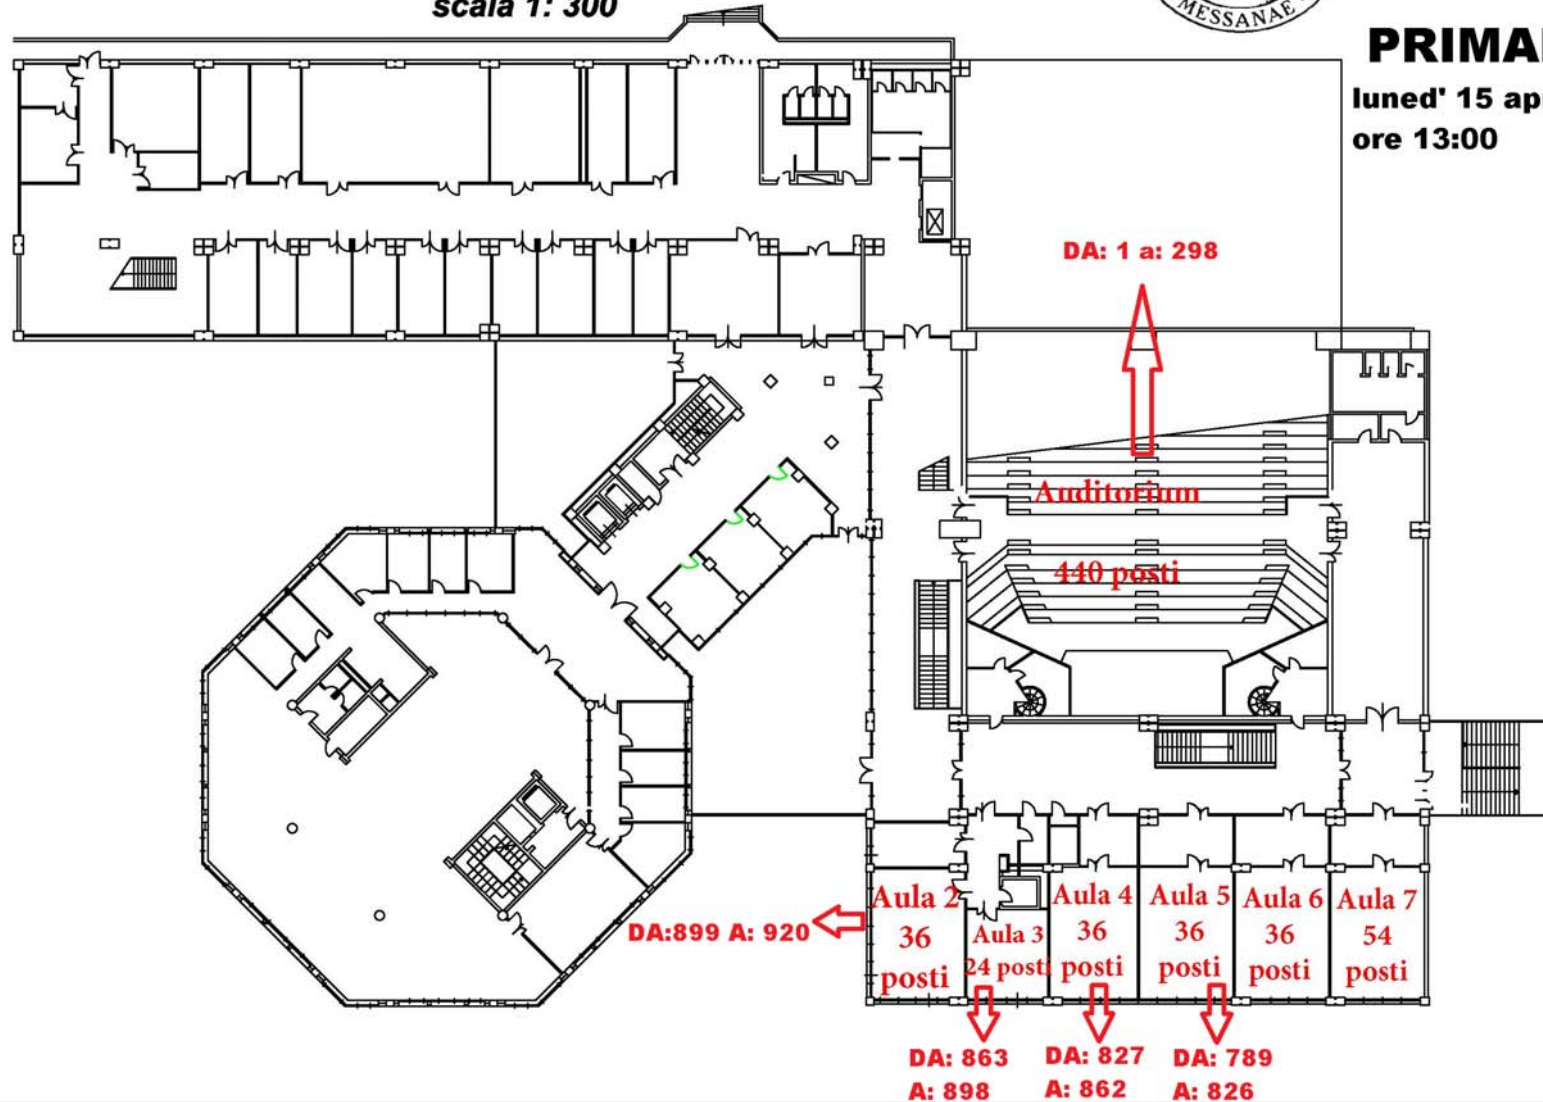 scala 1: 300
MESSANAE
PRIMA
luned' 15 ap
ore 13:00
DA: 1 a: 298
Auditorium
440 posti
Aula 2
36
posti
Aula 3
24 posti
Aula 4
36
posti
Aula 5
36
posti
Aula 6
36
posti
Aula 7
54
posti
DA:899 A: 920
DA: 863
A: 898
DA: 827
A: 862
DA: 789
A: 826